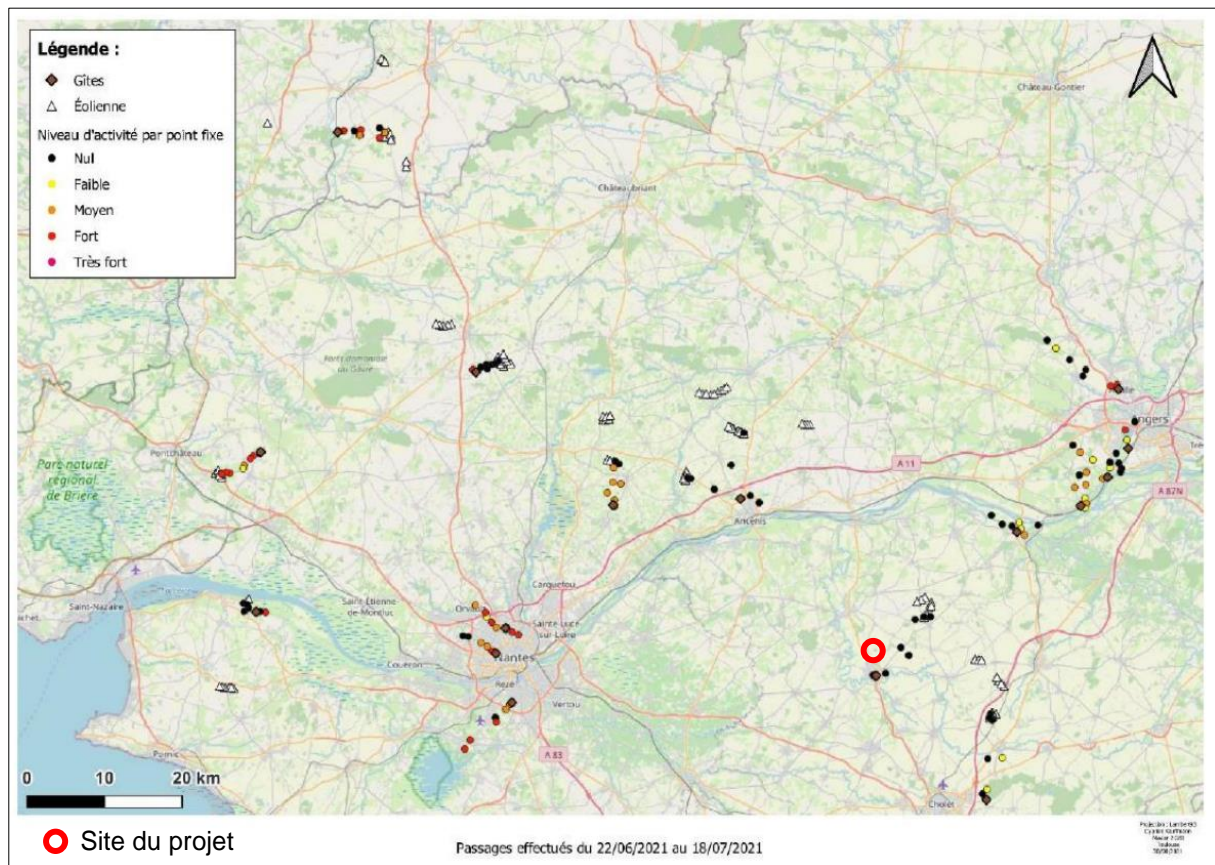 Légende :
Gîtes
Éolienne
Niveau d'activité par point fixe
Nul
Faible
Moyen
Fort
Très fort
Château-Gontier
Châteaubriant
Pontchâteau
Parc naturel
régional
de Brière
A 11
Angers
A 87N
Ancenis
Saint-Nazaire
Saint-Étienne
-de-Montluc
Couëron
Carquefou
Sainte-Luce
-sur-Loire
Nantes
Rezé
Vertou
Pornic
A 83
Cholet
0 10 20 km
Site du projet
Passages effectués du 22/06/2021 au 18/07/2021